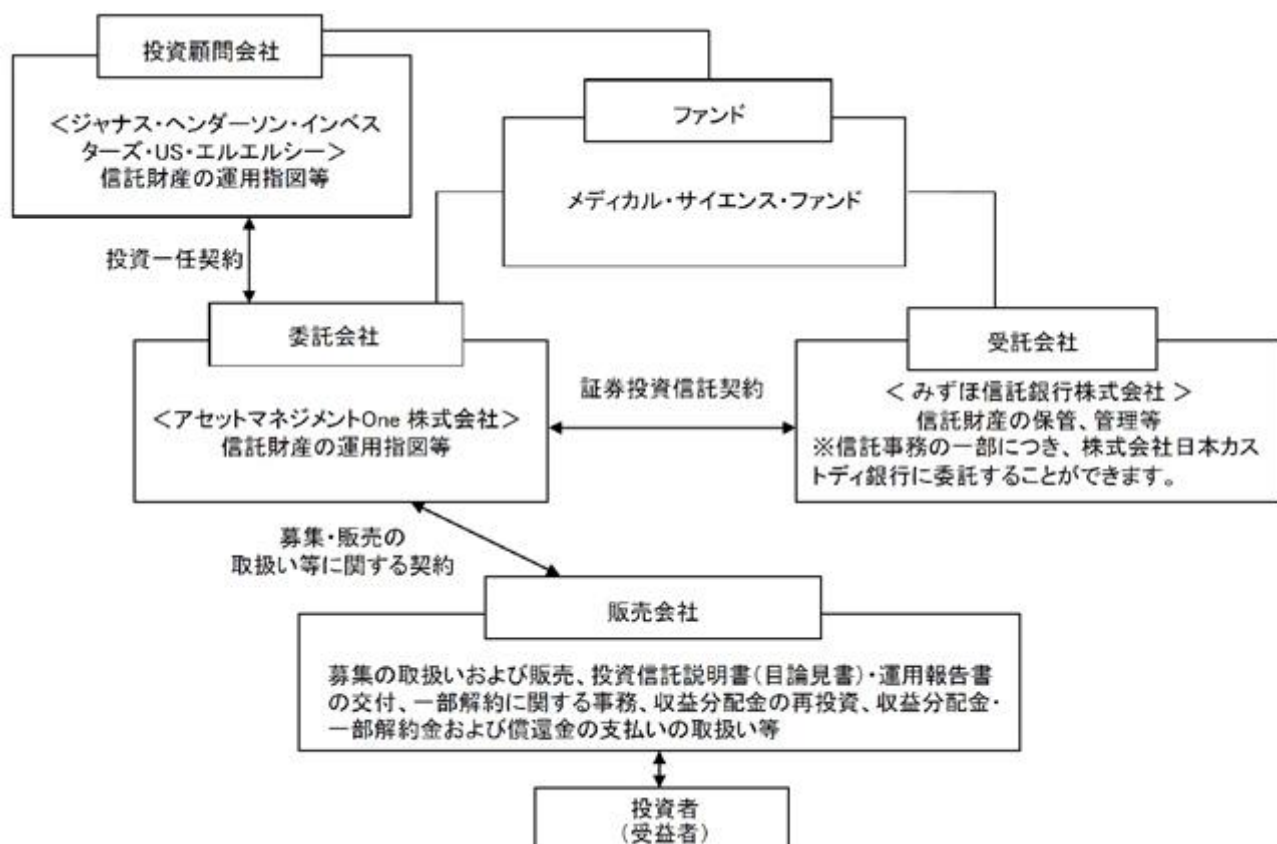 投資顧問会社
<ジャナス・ヘンダーソン・インベス
ターズ・US・エルエルシー>
信託財産の運用指図等
ファンド
メディカル・サイエンス・ファンド
投資一任契約
委託会社
<アセットマネジメントOne 株式会社>
信託財産の運用指図等
証券投資信託契約
受託会社
< みずほ信託銀行株式会社 >
信託財産の保管、管理等
※信託事務の一部につき、株式会社日本カス
トディ銀行に委託することができます。
募集・販売の
取扱い等に関する契約
販売会社
募集の取扱いおよび販売、投資信託説明書(目論見書)・運用報告書
の交付、一部解約に関する事務、収益分配金の再投資、収益分配金・
一部解約金および償還金の支払いの取扱い等
投資者
(受益者)